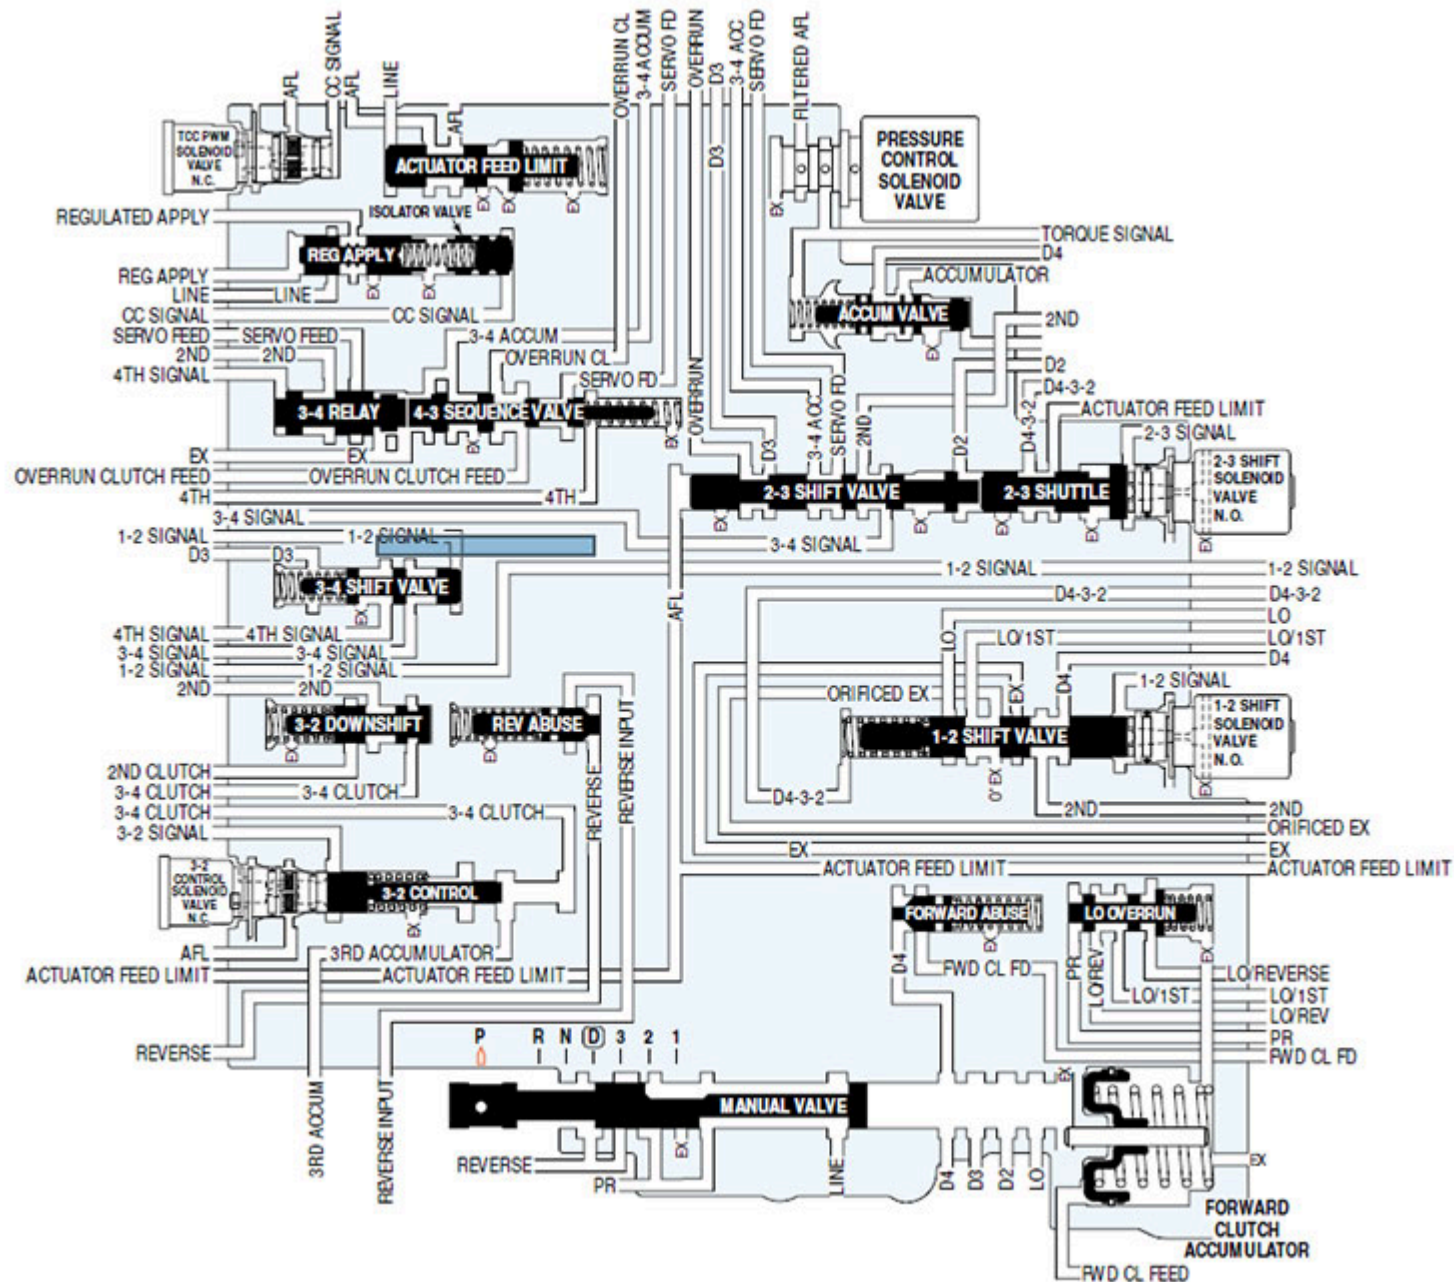 AFL
CC SIGNAL
AFL
LINE
AFL
OVERRUN CL
3-4 ACCUM
SERVO FD
OVERRUN
D3
3-4 ACC
SERVO FD
FILTERED AFL
TCC PWM
SOLENOID
VALVE
N.C.
ACTUATOR FEED LIMIT
EX
EX
EX
D3
EX
PRESSURE
CONTROL
SOLENOID
VALVE
REGULATED APPLY
ISOLATOR VALVE
REG APPLY
REG APPLY
LINE
LINE
EX
EX
CC SIGNAL
CC SIGNAL
TORQUE SIGNAL
D4
ACCUMULATOR
ACCUM VALVE
2ND
EX
SERVO FEED
SERVO FEED
3-4 ACCUM
2ND
2ND
OVERRUN CL
4TH SIGNAL
SERVO FD
D2
D4-3-2
3-4 RELAY
4-3 SEQUENCE VALVE
EX
EX
OVERRUN
D3
3-4 ACC
SERVO FD
2ND
D2
D4-3-2
ACTUATOR FEED LIMIT
2-3 SIGNAL
EX
EX
OVERRUN CLUTCH FEED
OVERRUN CLUTCH FEED
4TH
4TH
2-3 SHIFT VALVE
2-3 SHUTTLE
2-3 SHIFT
SOLENOID
VALVE
N.O.
EX
EX
EX
EX
EX
3-4 SIGNAL
3-4 SIGNAL
1-2 SIGNAL
1-2 SIGNAL
D3
D3
3-4 SHIFT VALVE
EX
1-2 SIGNAL
1-2 SIGNAL
D4-3-2
D4-3-2
AFL
LO
LO
4TH SIGNAL
4TH SIGNAL
3-4 SIGNAL
3-4 SIGNAL
1-2 SIGNAL
1-2 SIGNAL
LO/1ST
LO/1ST
D4
D4
2ND
2ND
ORIFICED EX
EX
1-2 SIGNAL
3-2 DOWNSHIFT
EX
REV ABUSE
EX
REVERSE INPUT
REVERSE
1-2 SHIFT VALVE
1-2 SHIFT
SOLENOID
VALVE
N.O.
O. EX
EX
2ND CLUTCH
3-4 CLUTCH
3-4 CLUTCH
3-4 CLUTCH
3-4 CLUTCH
3-2 SIGNAL
D4-3-2
2ND
2ND
ORIFICED EX
EX
EX
ACTUATOR FEED LIMIT
ACTUATOR FEED LIMIT
3-2
CONTROL
SOLENOID
VALVE
N.C.
3-2 CONTROL
EX
FORWARD ABUSE
EX
LO OVERRUN
EX
AFL
3RD ACCUMULATOR
ACTUATOR FEED LIMIT
ACTUATOR FEED LIMIT
D4
FWD CL FD
PR
LO/REV
LO/REVERSE
LO/1ST
LO/1ST
LO/REV
PR
FWD CL FD
REVERSE
P R N D 3 2 1
MANUAL VALVE
EX
3RD ACCUM
REVERSE INPUT
REVERSE
EX
PR
LINE
D4
D3
D2
LO
EX
FORWARD
CLUTCH
ACCUMULATOR
FWD CL FEED